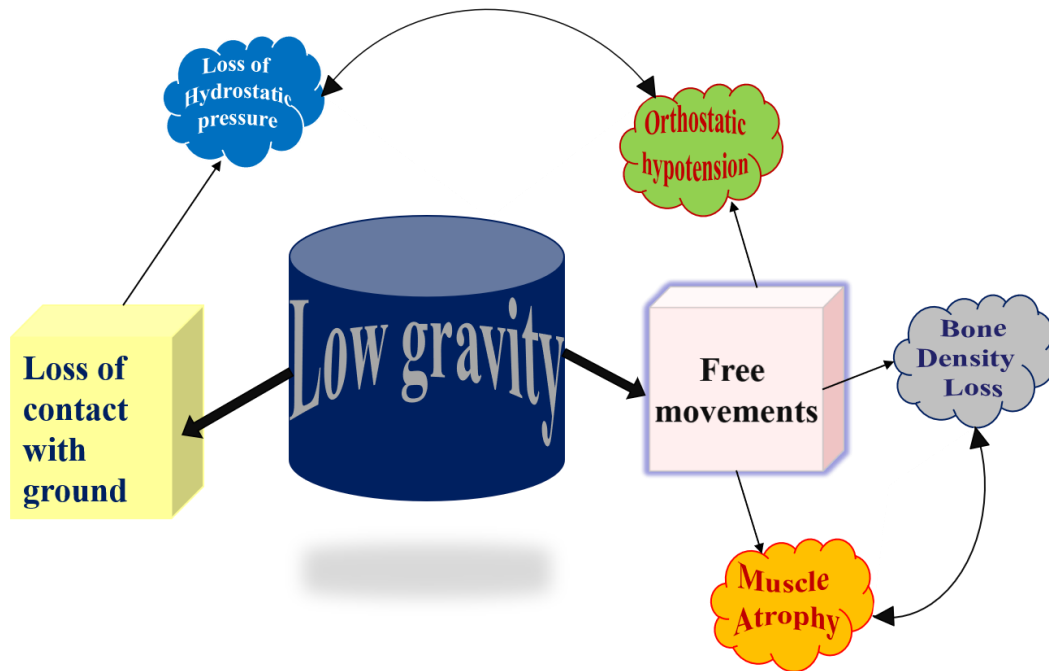 Loss of
Hydrostatic
pressure
Orthostatic
hypotension
Low gravity
Loss of
contact
with
ground
Free
movements
Bone
Density
Loss
Muscle
Atrophy